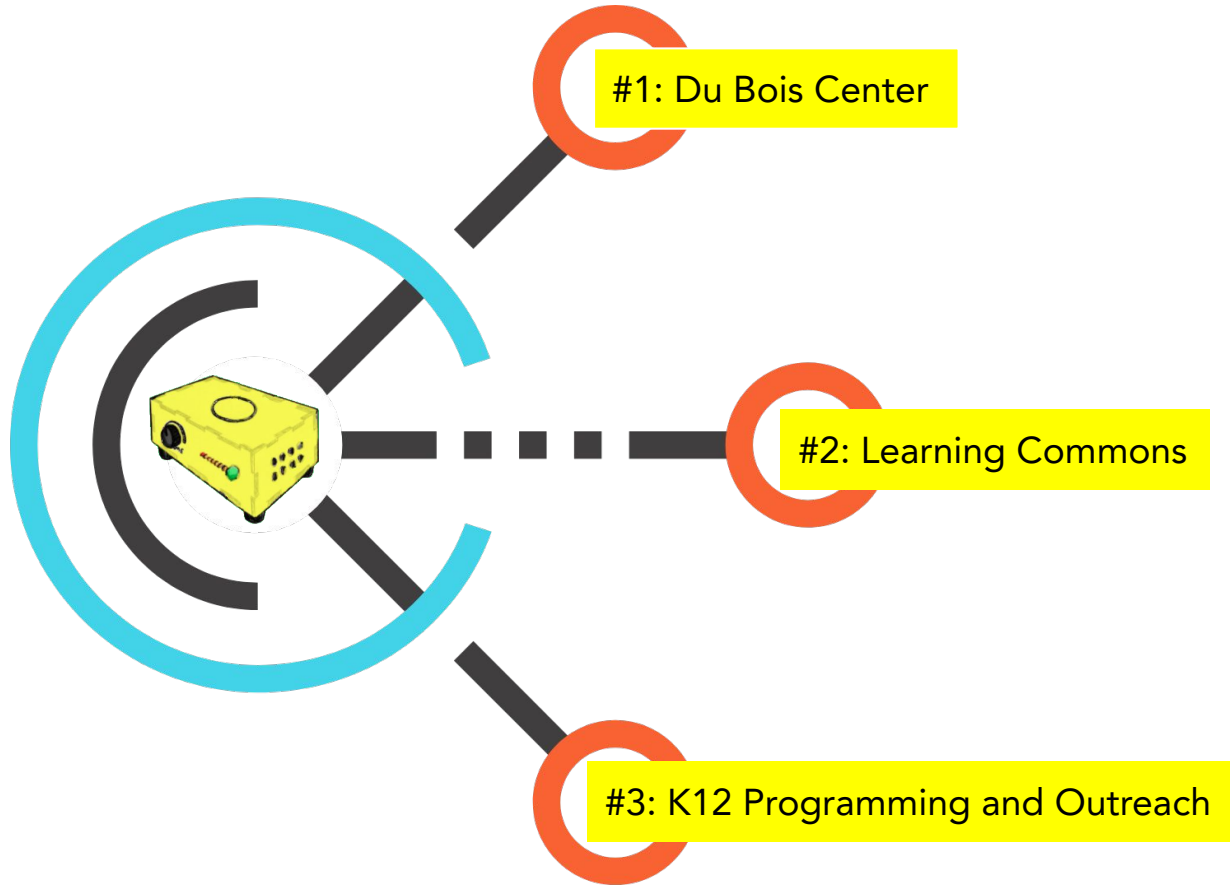 #1: Du Bois Center
#2: Learning Commons
#3: K12 Programming and Outreach